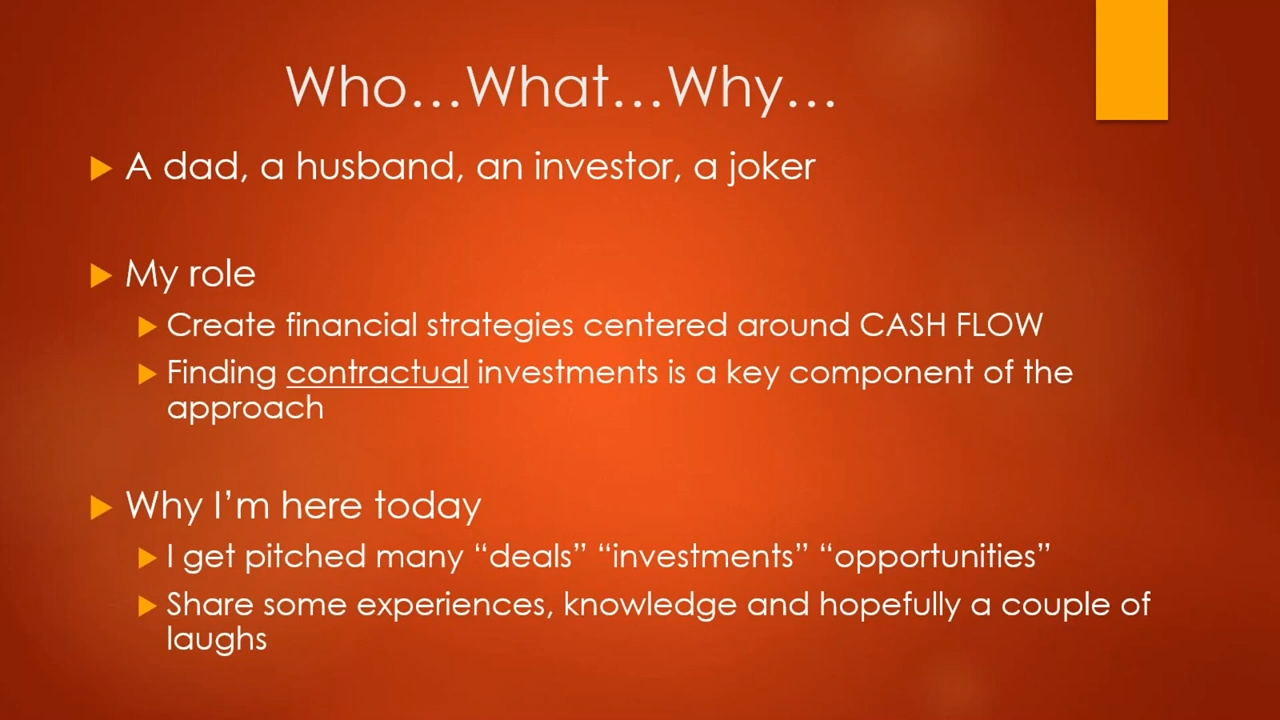 Who…What…Why…
A dad, a husband, an investor, a joker
My role
Create financial strategies centered around CASH FLOW
Finding contractual investments is a key component of the
approach
Why I’m here today
I get pitched many “deals” “investments” “opportunities”
Share some experiences, knowledge and hopefully a couple of
laughs